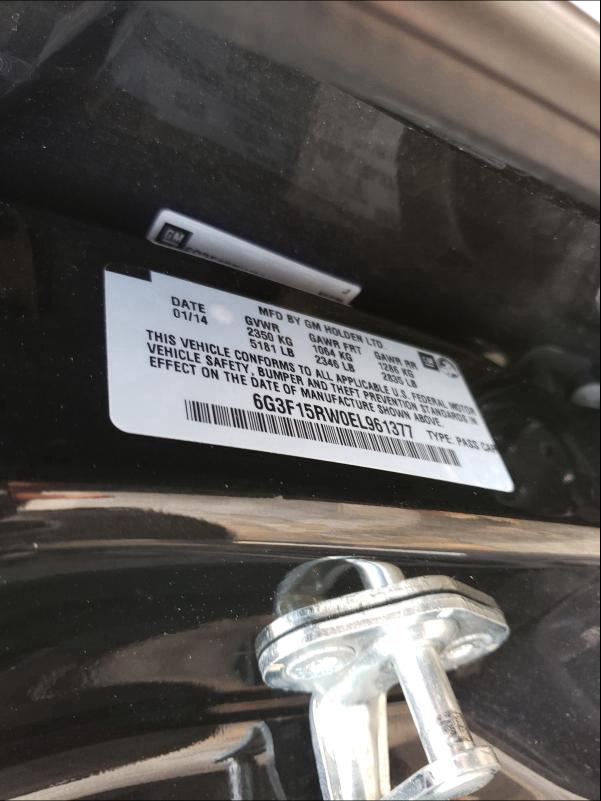 GM
MFD BY GM HOLDEN LTD
DATE GVWR GAWR FRT GAWR RR GM
01/14 2350 KG 1064 KG 1286 KG
5181 LB 2346 LB 2835 LB
THIS VEHICLE CONFORMS TO ALL APPLICABLE U.S. FEDERAL MOTOR
VEHICLE SAFETY, BUMPER AND THEFT PREVENTION STANDARDS IN
EFFECT ON THE DATE OF MANUFACTURE SHOWN ABOVE.
6G3F15RW0EL961377 TYPE: PASS CAR